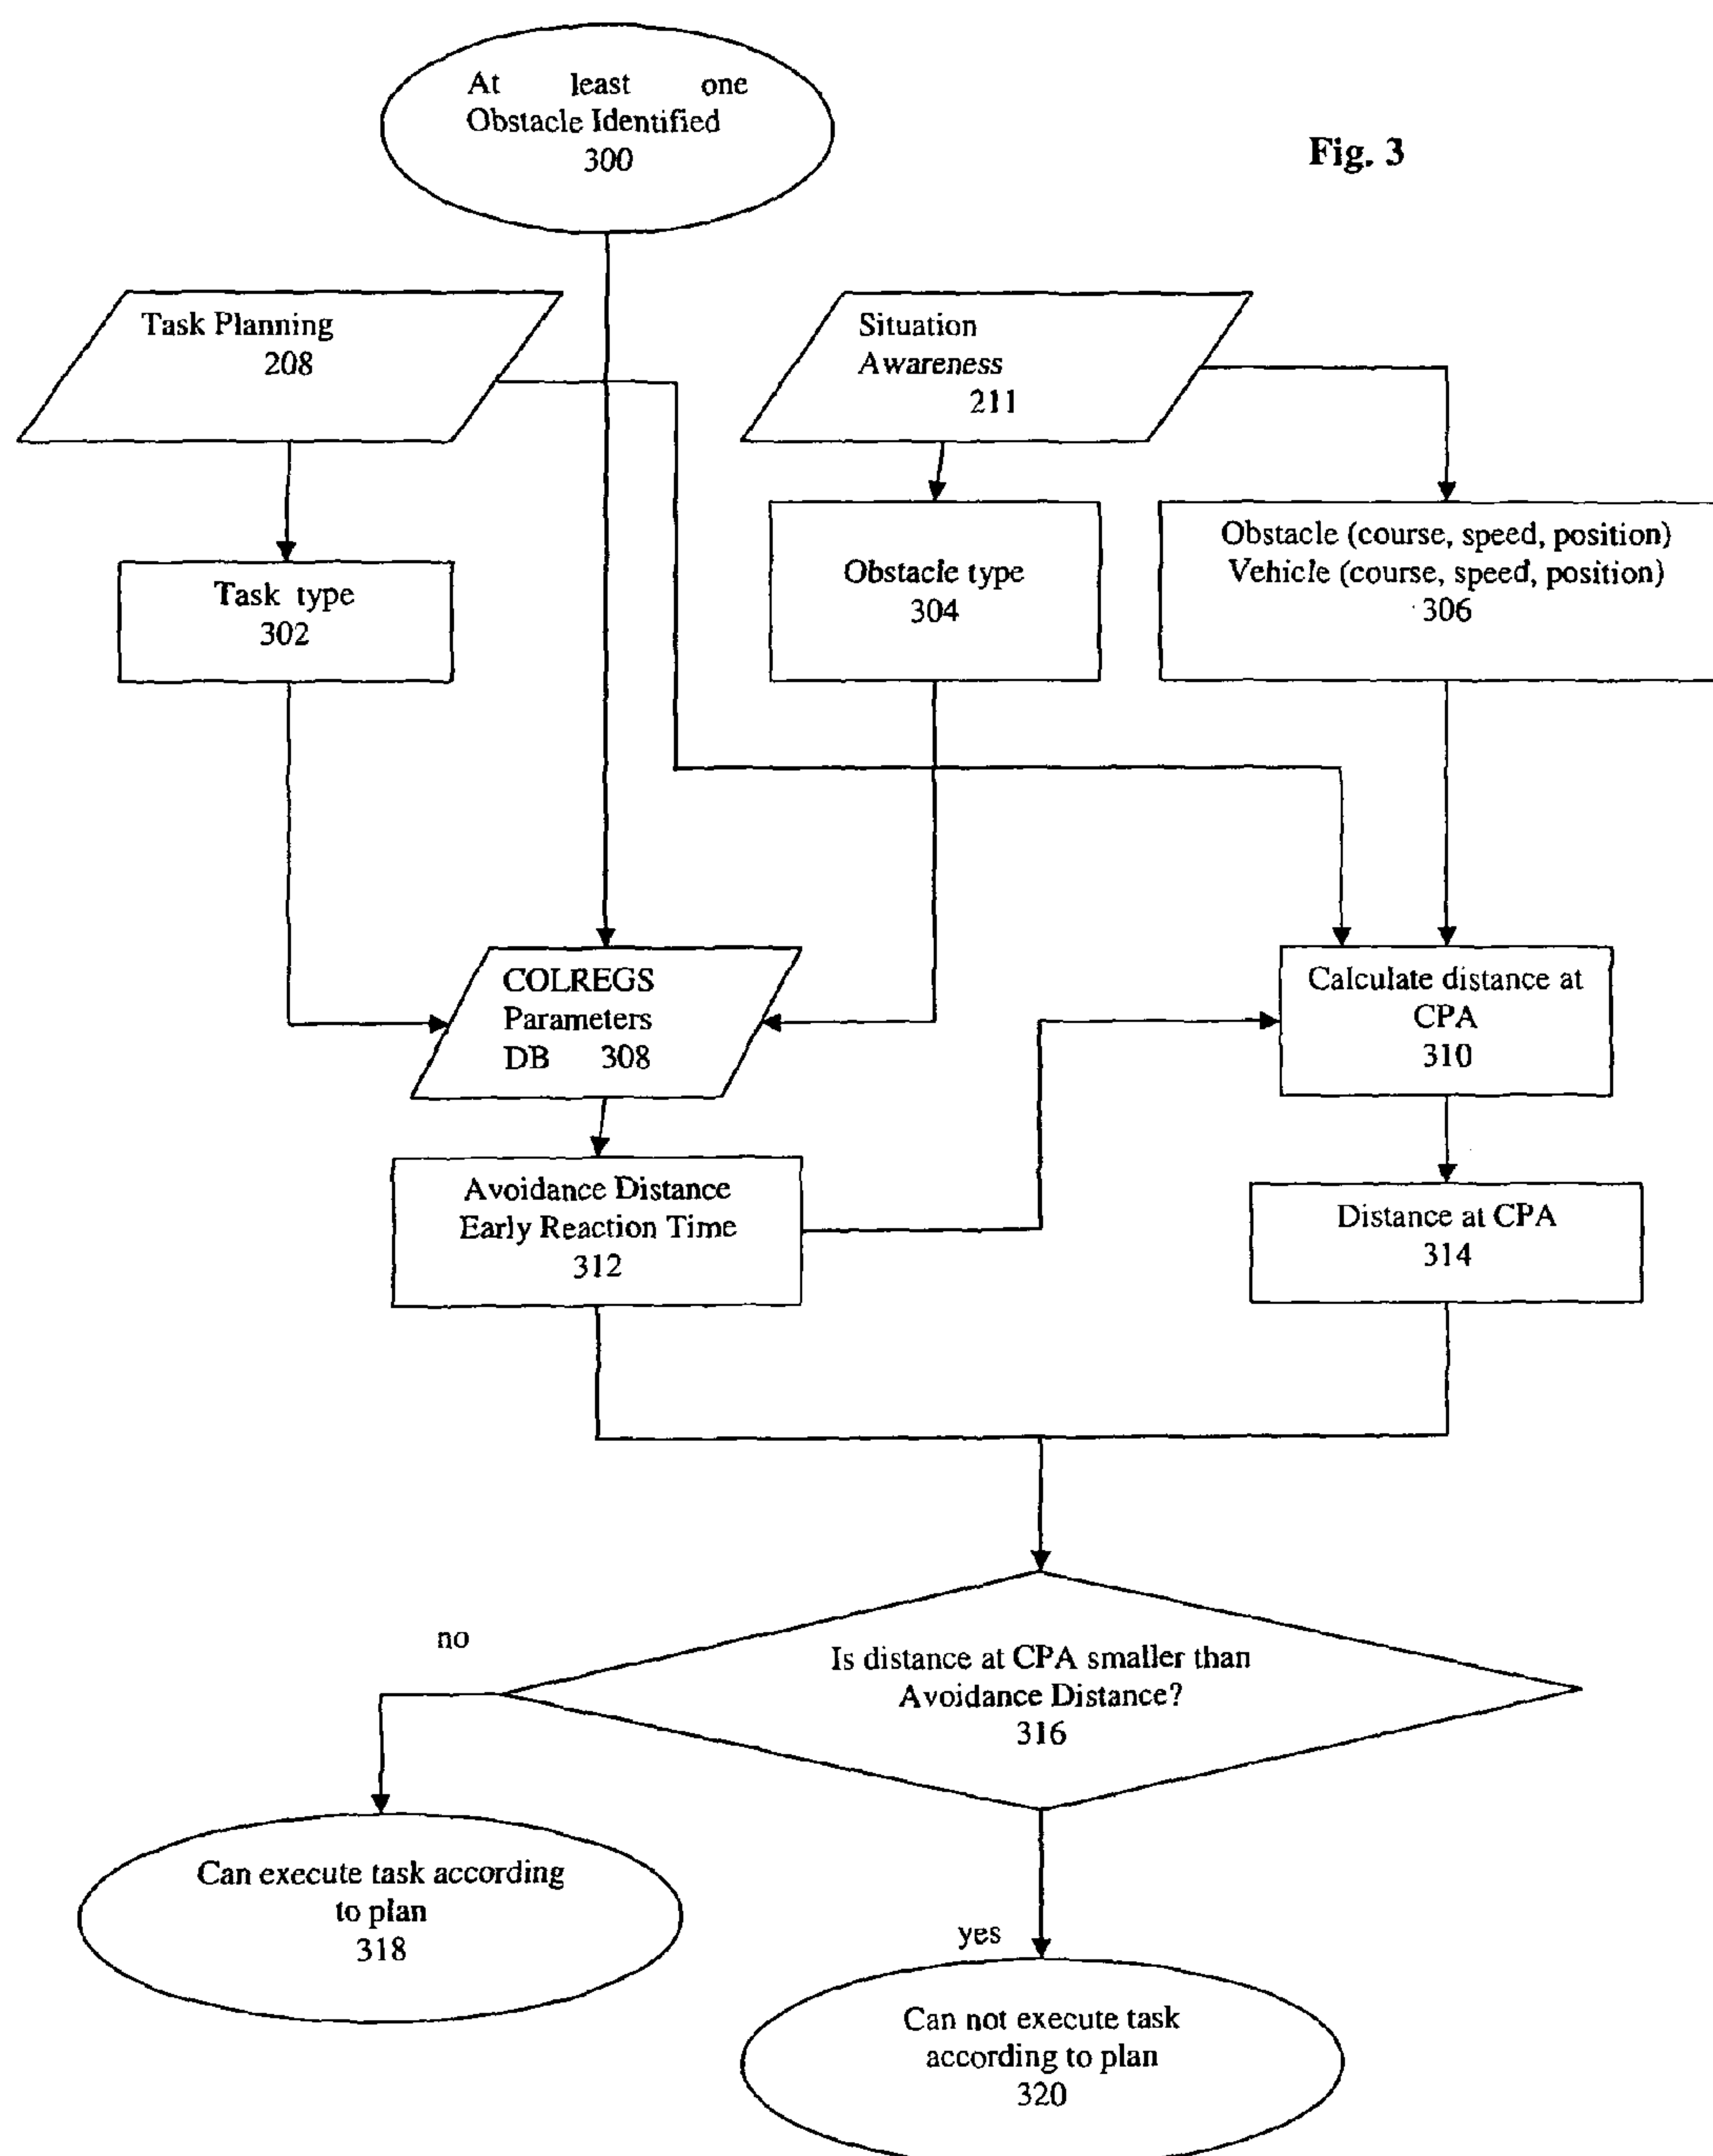 At least one
Obstacle Identified
300
Fig. 3
Task Planning
208
Situation
Awareness
211
Task type
302
Obstacle type
304
Obstacle (course, speed, position)
Vehicle (course, speed, position)
306
COLREGS
Parameters
DB 308
Calculate distance at
CPA
310
Avoidance Distance
Early Reaction Time
312
Distance at CPA
314
no
Is distance at CPA smaller than
Avoidance Distance?
316
Can execute task according
to plan
318
yes
Can not execute task
according to plan
320